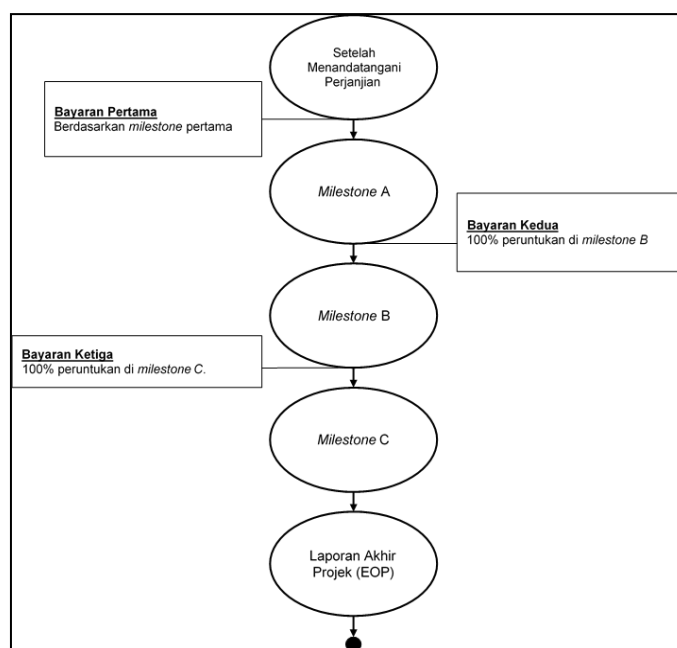 Setelah
Menandatangani
Perjanjian
Bayaran Pertama
Berdasarkan milestone pertama
Milestone A
Bayaran Kedua
100% peruntukan di milestone B
Milestone B
Bayaran Ketiga
100% peruntukan di milestone C.
Milestone C
Laporan Akhir
Projek (EOP)